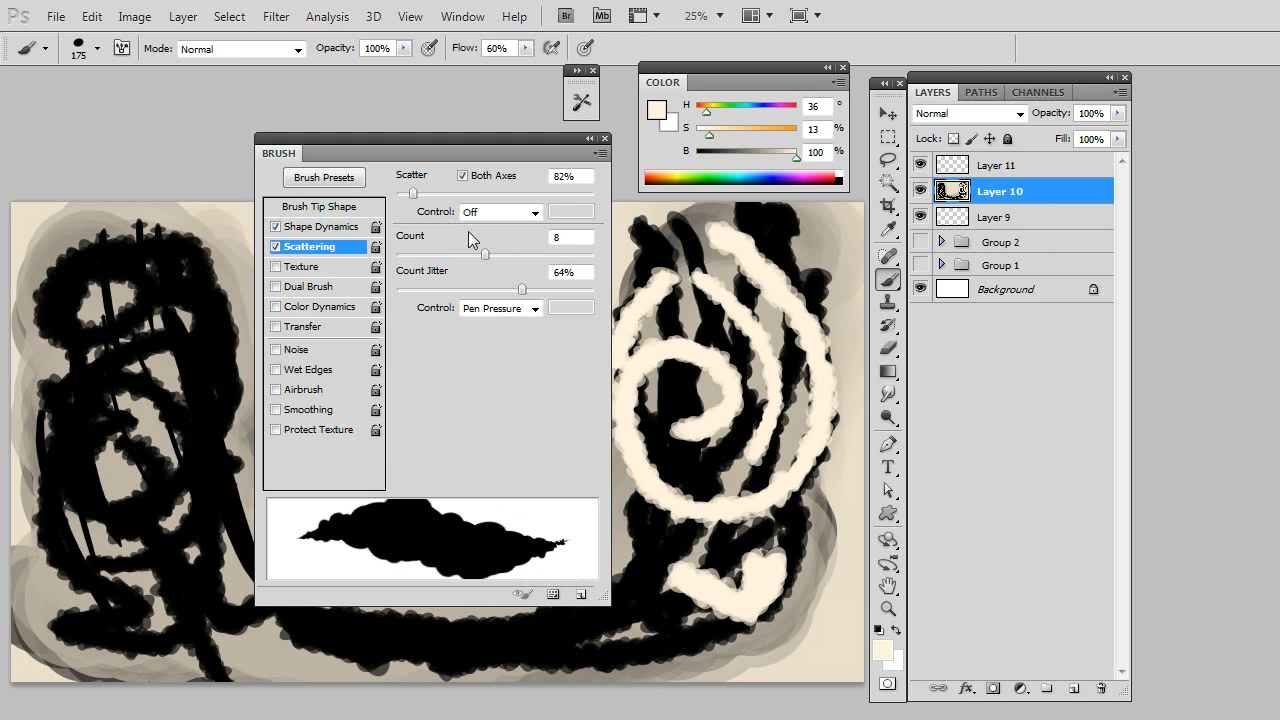 Ps File Edit Image Layer Select Filter Analysis 3D View Window Help Br Mb 25%
175 Mode: Normal Opacity: 100% Flow: 60%
BRUSH
Brush Presets
Brush Tip Shape
Shape Dynamics
Scattering
Texture
Dual Brush
Color Dynamics
Transfer
Noise
Wet Edges
Airbrush
Smoothing
Protect Texture
Scatter Both Axes 82%
Control: Off
Count 8
Count Jitter 64%
Control: Pen Pressure
COLOR
H 36 °
S 13 %
B 100 %
LAYERS PATHS CHANNELS
Normal Opacity: 100%
Lock: Fill: 100%
Layer 11
Layer 10
Layer 9
Group 2
Group 1
Background
T
fx